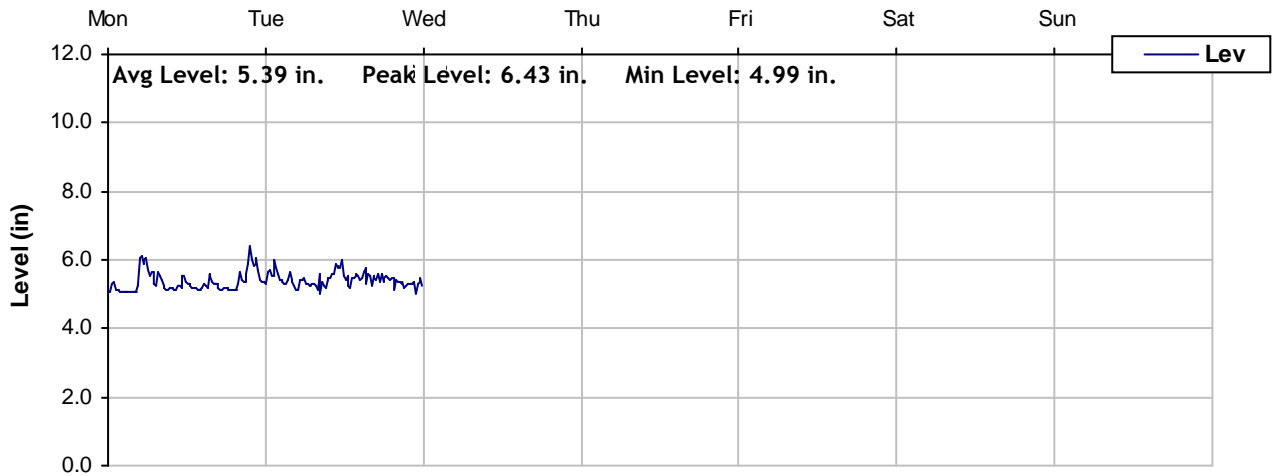 Mon Tue Wed Thu Fri Sat Sun
12.0
Lev
Avg Level: 5.39 in. Peak Level: 6.43 in. Min Level: 4.99 in.
10.0
8.0
6.0
4.0
2.0
0.0
Level (in)